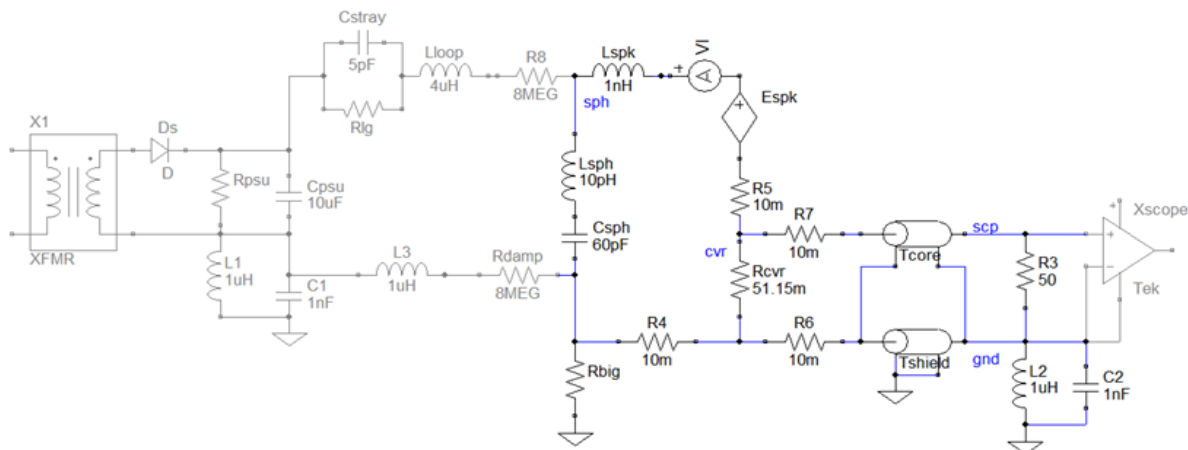 Cstray
5pF
Rlg
Lloop
4uH
R8
8MEG
Lspk
1nH
+
VI
A
sph
Espk
+
X1
XFMR
Ds
D
Rpsu
Cpsu
10uF
Lsph
10pH
Csph
60pF
R5
10m
R7
10m
cvr
Rcvr
51.15m
Tcore
scp
R3
50
+
Xscope
+
−
Tek
L1
1uH
C1
1nF
L3
1uH
Rdamp
8MEG
R4
10m
R6
10m
Rbig
Tshield
gnd
L2
1uH
C2
1nF